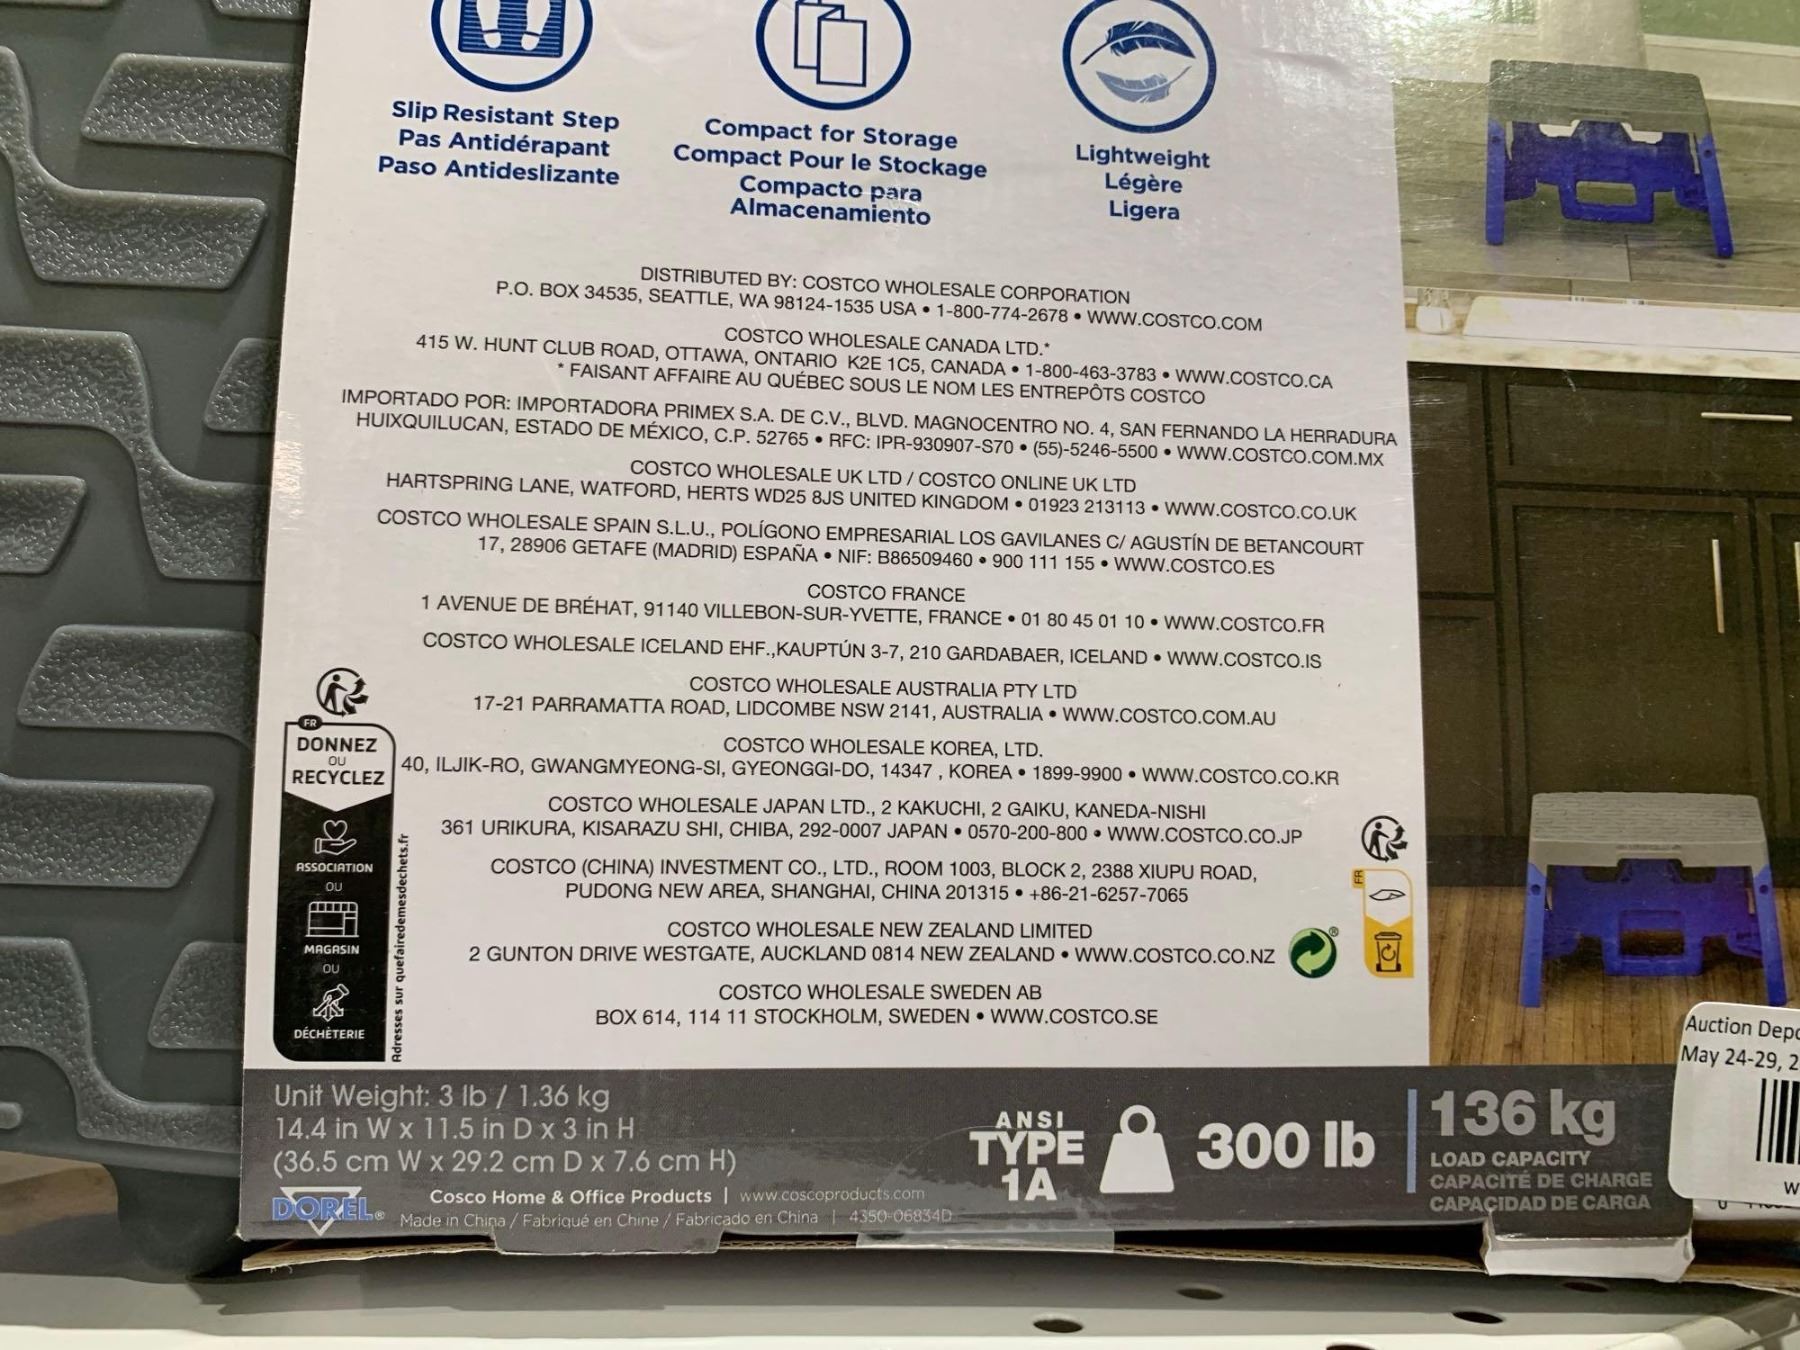 Slip Resistant Step
Pas Antidérapant
Paso Antideslizante
Compact for Storage
Compact Pour le Stockage
Compacto para
Almacenamiento
Lightweight
Légère
Ligera
DISTRIBUTED BY: COSTCO WHOLESALE CORPORATION
P.O. BOX 34535, SEATTLE, WA 98124-1535 USA • 1-800-774-2678 • WWW.COSTCO.COM
COSTCO WHOLESALE CANADA LTD.*
415 W. HUNT CLUB ROAD, OTTAWA, ONTARIO K2E 1C5, CANADA • 1-800-463-3783 • WWW.COSTCO.CA
* FAISANT AFFAIRE AU QUÉBEC SOUS LE NOM LES ENTREPÔTS COSTCO
IMPORTADO POR: IMPORTADORA PRIMEX S.A. DE C.V., BLVD. MAGNOCENTRO NO. 4, SAN FERNANDO LA HERRADURA
HUIXQUILUCAN, ESTADO DE MÉXICO, C.P. 52765 • RFC: IPR-930907-S70 • (55)-5246-5500 • WWW.COSTCO.COM.MX
COSTCO WHOLESALE UK LTD / COSTCO ONLINE UK LTD
HARTSPRING LANE, WATFORD, HERTS WD25 8JS UNITED KINGDOM • 01923 213113 • WWW.COSTCO.CO.UK
COSTCO WHOLESALE SPAIN S.L.U., POLÍGONO EMPRESARIAL LOS GAVILANES C/ AGUSTÍN DE BETANCOURT
17, 28906 GETAFE (MADRID) ESPAÑA • NIF: B86509460 • 900 111 155 • WWW.COSTCO.ES
COSTCO FRANCE
1 AVENUE DE BRÉHAT, 91140 VILLEBON-SUR-YVETTE, FRANCE • 01 80 45 01 10 • WWW.COSTCO.FR
COSTCO WHOLESALE ICELAND EHF.,KAUPTÚN 3-7, 210 GARDABAER, ICELAND • WWW.COSTCO.IS
COSTCO WHOLESALE AUSTRALIA PTY LTD
17-21 PARRAMATTA ROAD, LIDCOMBE NSW 2141, AUSTRALIA • WWW.COSTCO.COM.AU
COSTCO WHOLESALE KOREA, LTD.
40, ILJIK-RO, GWANGMYEONG-SI, GYEONGGI-DO, 14347 , KOREA • 1899-9900 • WWW.COSTCO.CO.KR
COSTCO WHOLESALE JAPAN LTD., 2 KAKUCHI, 2 GAIKU, KANEDA-NISHI
361 URIKURA, KISARAZU SHI, CHIBA, 292-0007 JAPAN • 0570-200-800 • WWW.COSTCO.CO.JP
COSTCO (CHINA) INVESTMENT CO., LTD., ROOM 1003, BLOCK 2, 2388 XIUPU ROAD,
PUDONG NEW AREA, SHANGHAI, CHINA 201315 • +86-21-6257-7065
COSTCO WHOLESALE NEW ZEALAND LIMITED
2 GUNTON DRIVE WESTGATE, AUCKLAND 0814 NEW ZEALAND • WWW.COSTCO.CO.NZ
COSTCO WHOLESALE SWEDEN AB
BOX 614, 114 11 STOCKHOLM, SWEDEN • WWW.COSTCO.SE
FR
DONNEZ
OU
RECYCLEZ
ASSOCIATION
OU
MAGASIN
OU
DÉCHÈTERIE
Adresses sur quefairedemesdechets.fr
FR
Unit Weight: 3 lb / 1.36 kg
14.4 in W x 11.5 in D x 3 in H
(36.5 cm W x 29.2 cm D x 7.6 cm H)
DOREL®
Cosco Home & Office Products | www.coscoproducts.com
Made in China / Fabriqué en Chine / Fabricado en China | 4350-06834D
ANSI
TYPE
1A
300 lb
136 kg
LOAD CAPACITY
CAPACITÉ DE CHARGE
CAPACIDAD DE CARGA
Auction
May 24-29,